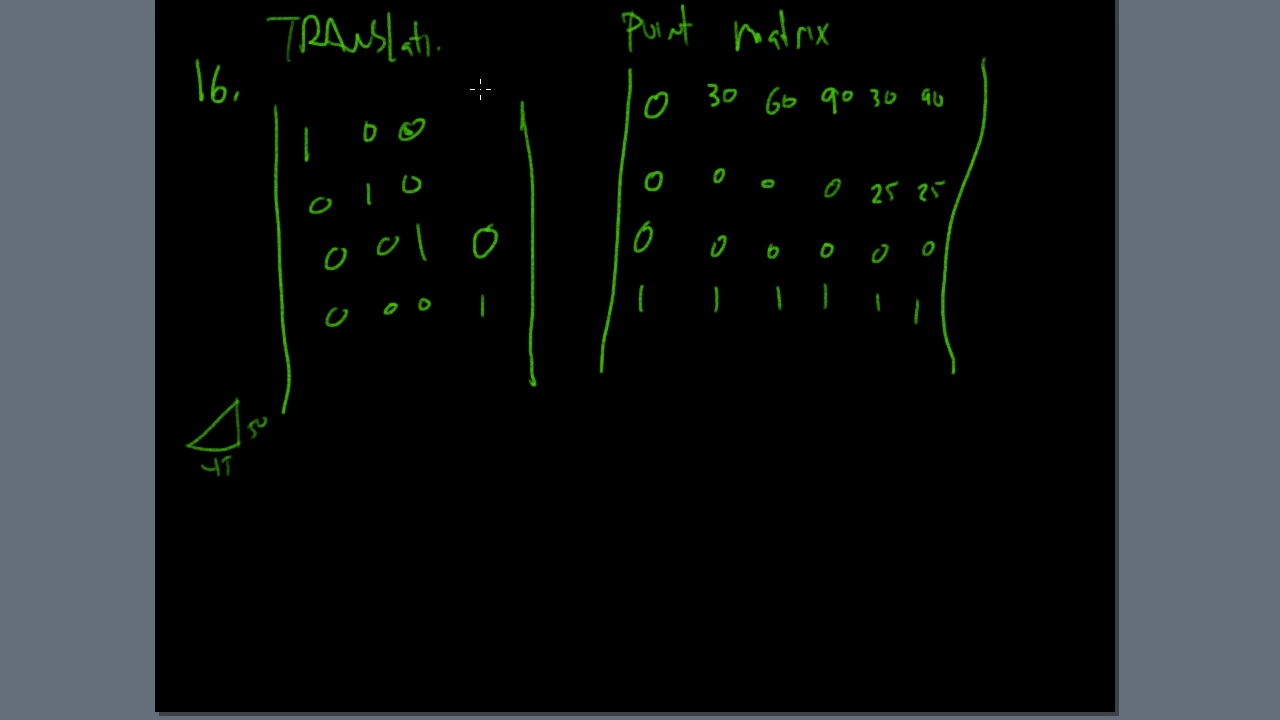 TRANSlati.
Point matrix
16.
1 0 0
0 1 0
0 0 1 0
0 0 0 1
0 30 60 90 30 90
0 0 0 0 25 25
0 0 0 0 0 0
1 1 1 1 1 1
50